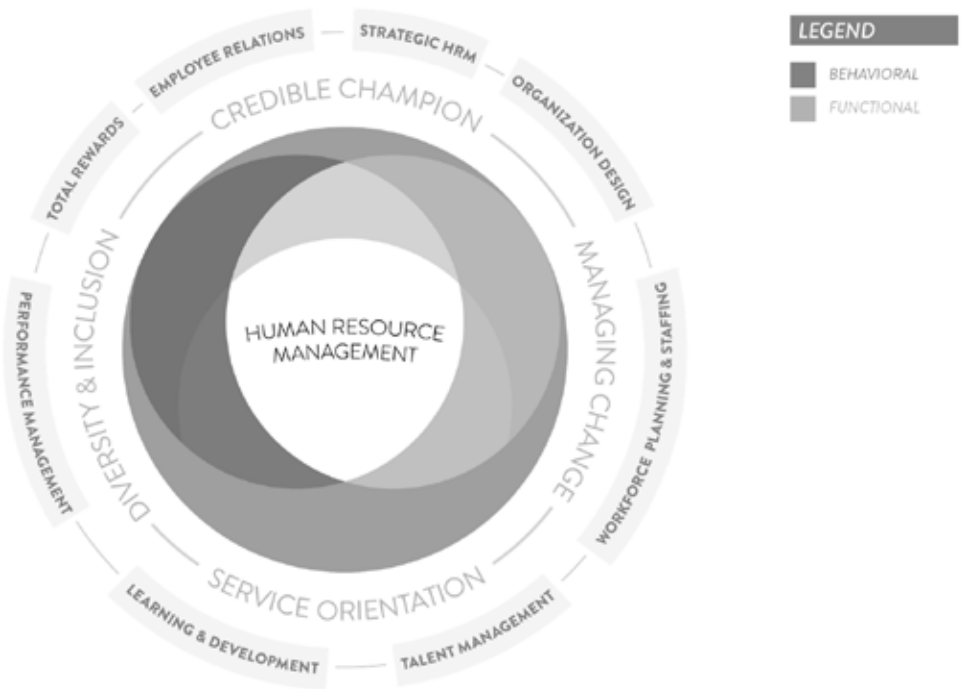 EMPLOYEE RELATIONS
STRATEGIC HRM
ORGANIZATION DESIGN
WORKFORCE PLANNING & STAFFING
TALENT MANAGEMENT
LEARNING & DEVELOPMENT
PERFORMANCE MANAGEMENT
TOTAL REWARDS
CREDIBLE CHAMPION
MANAGING CHANGE
SERVICE ORIENTATION
DIVERSITY & INCLUSION
HUMAN RESOURCE
MANAGEMENT
LEGEND
BEHAVIORAL
FUNCTIONAL